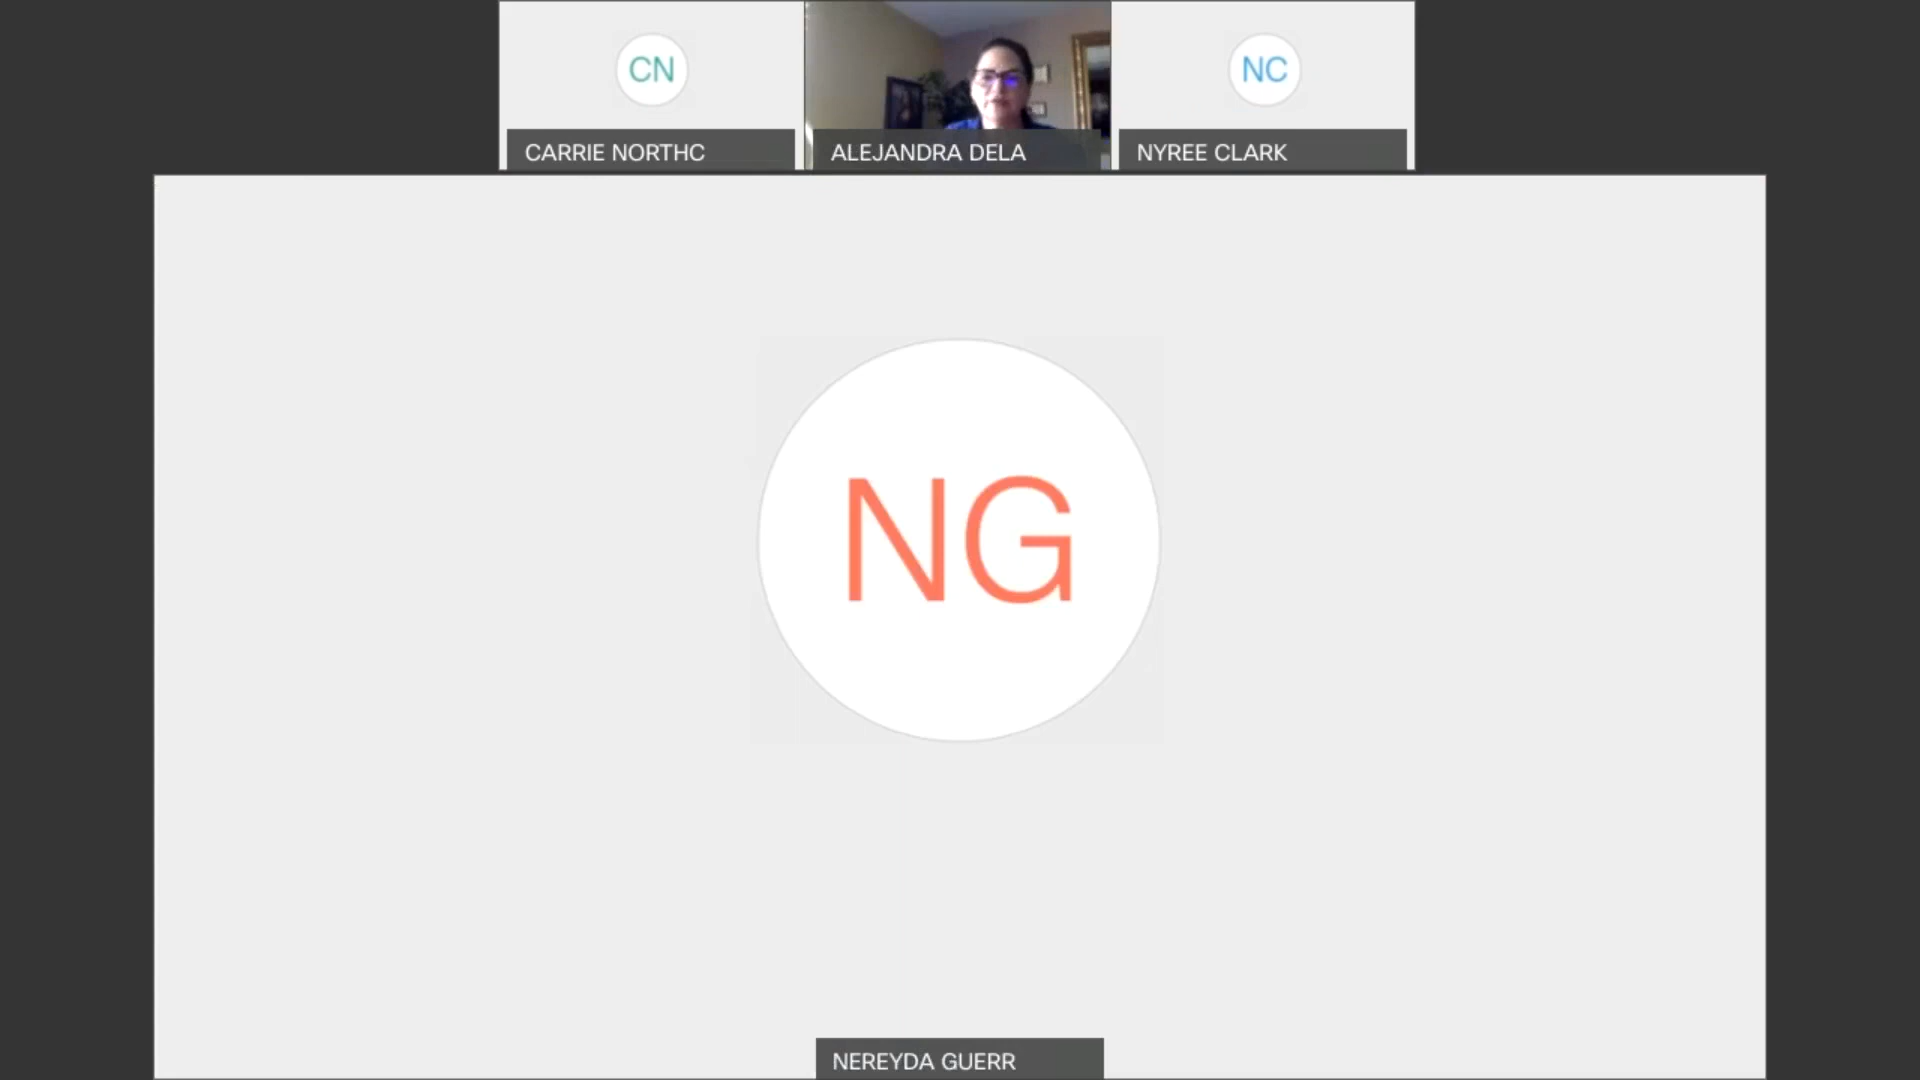 CN
NC
CARRIE NORTHC
ALEJANDRA DELA
NYREE CLARK
NG
NEREYDA GUERR